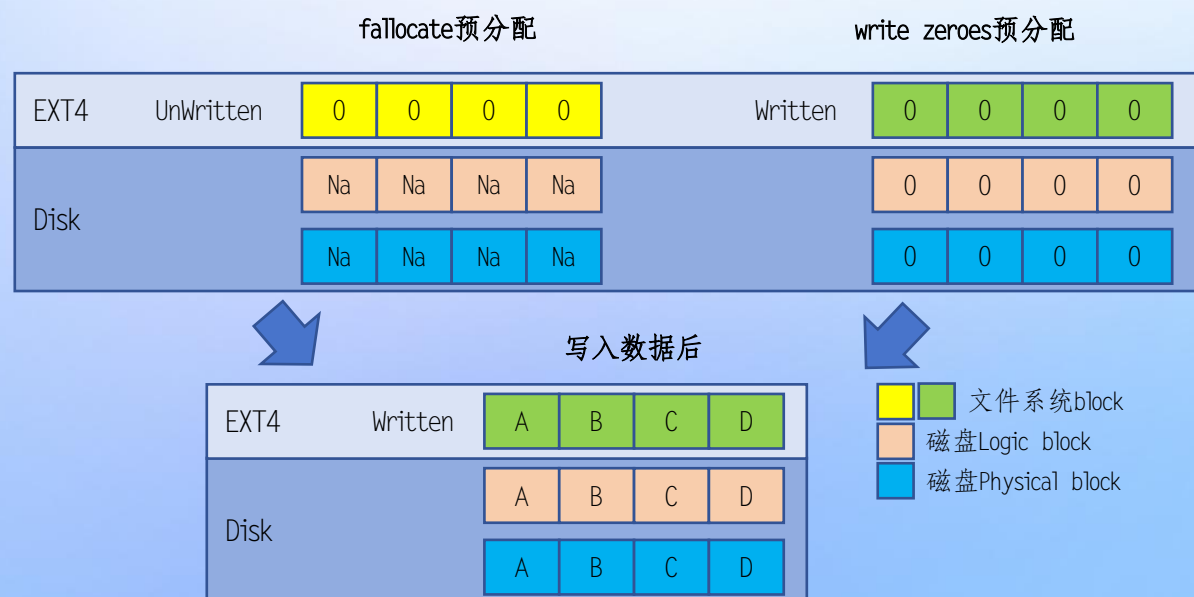 fallocate预分配 write zeroes预分配
EXT4 UnWritten 0 0 0 0 Written 0 0 0 0
Disk
Na Na Na Na 0 0 0 0
Na Na Na Na 0 0 0 0
写入数据后
EXT4 Written A B C D
Disk
A B C D
A B C D
文件系统block
磁盘Logic block
磁盘Physical block